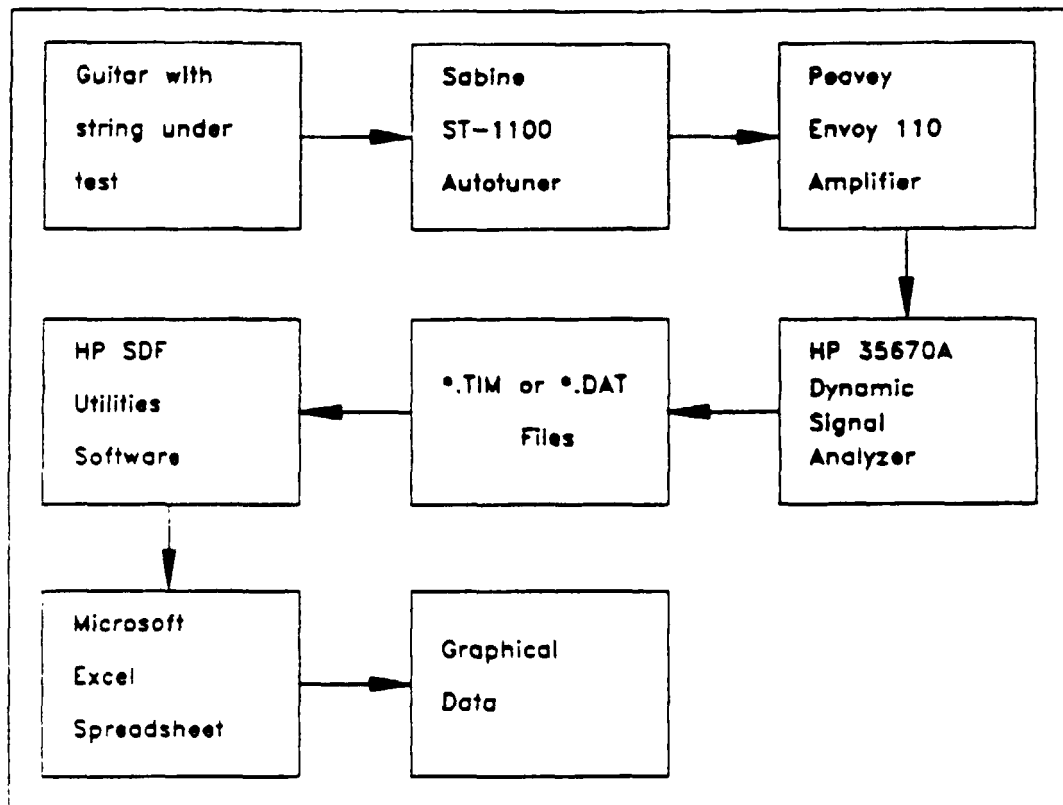 Guitar with
string under
test
Sabine
ST-1100
Autotuner
Peavey
Envoy 110
Amplifier
HP 35670A
Dynamic
Signal
Analyzer
*.TIM or *.DAT
Files
HP SDF
Utilities
Software
Microsoft
Excel
Spreadsheet
Graphical
Data